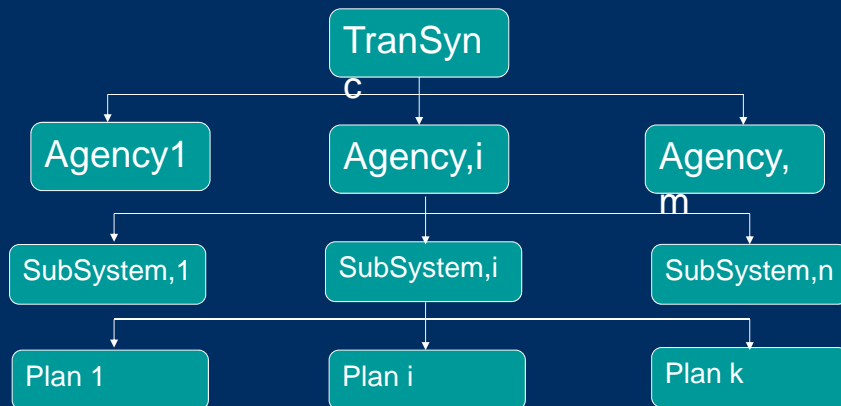 TranSyn
c
Agency1
Agency,i
Agency,
m
SubSystem,1
SubSystem,i
SubSystem,n
Plan 1
Plan i
Plan k